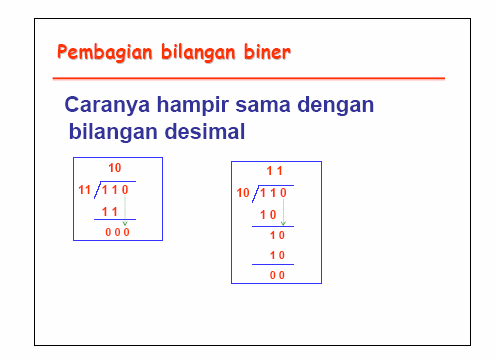 Pembagian bilangan biner
Caranya hampir sama dengan
bilangan desimal
10
11 1 1 0
1 1
0 0 0
1 1
10 1 1 0
1 0
1 0
1 0
0 0